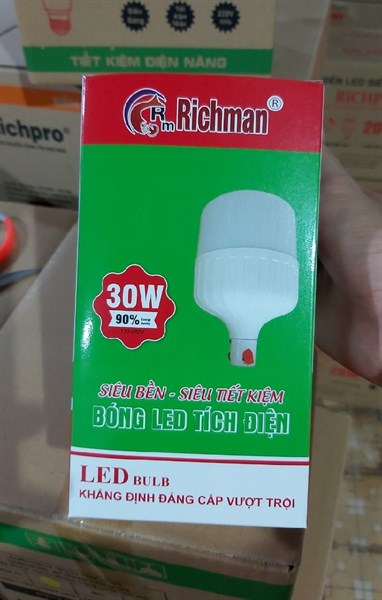 TIẾT KIỆM ĐIỆN NĂNG
ichpro®
Rm Richman®
30W
90%
SIÊU BỀN - SIÊU TIẾT KIỆM
BÓNG LED TÍCH ĐIỆN
LED BULB
KHẲNG ĐỊNH ĐẲNG CẤP VƯỢT TRỘI